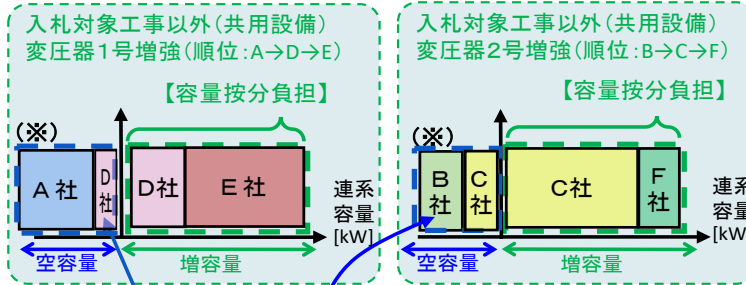 入札対象工事以外(共用設備)
変圧器1号増強(順位:A→D→E)
【容量按分負担】
(※)
A社
D社
D社
E社
連系容量[kW]
空容量
増容量
入札対象工事以外(共用設備)
変圧器2号増強(順位:B→C→F)
【容量按分負担】
(※)
B社
C社
C社
F社
連系容量[kW]
空容量
増容量